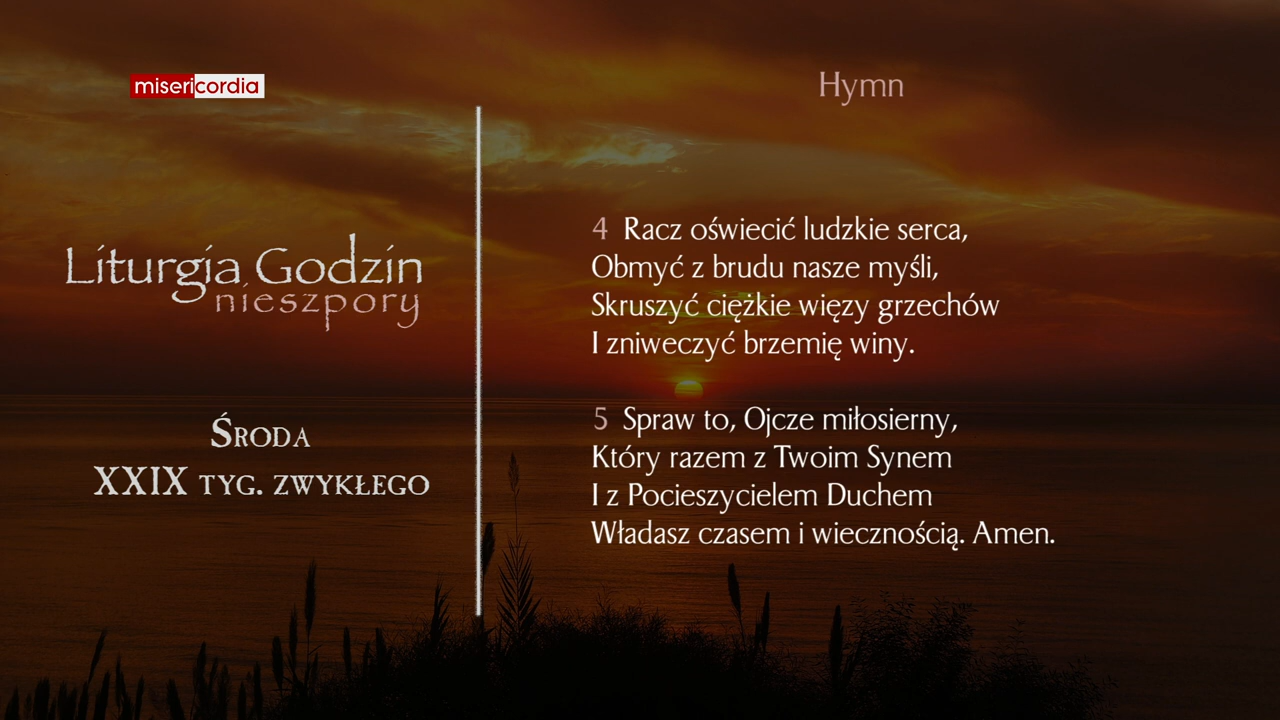 misericordia
Hymn
Liturgia Godzin
nieszpory
Środa
XXIX tyg. zwykłego
4 Racz oświecić ludzkie serca,
Obmyć z brudu nasze myśli,
Skruszyć ciężkie więzy grzechów
I zniweczyć brzemię winy.
5 Spraw to, Ojcze miłosierny,
Który razem z Twoim Synem
I z Pocieszycielem Duchem
Władasz czasem i wiecznością. Amen.